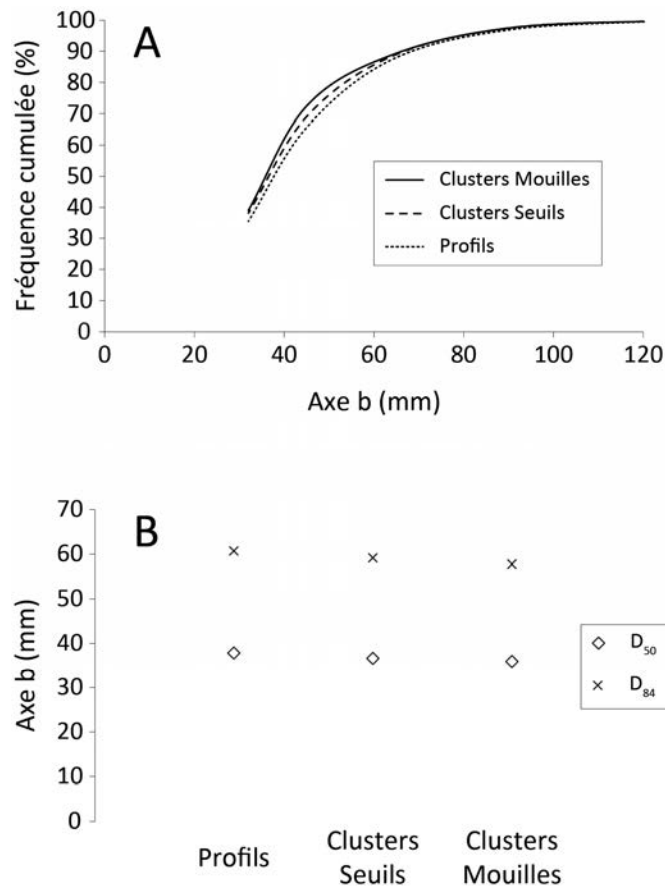 A
Fréquence cumulée (%)
100
90
80
70
60
50
40
30
20
10
0
Clusters Mouilles
Clusters Seuils
Profils
0 20 40 60 80 100 120
Axe b (mm)
B
Axe b (mm)
70
60
50
40
30
20
10
0
D50
D84
Profils
Clusters Seuils
Clusters Mouilles